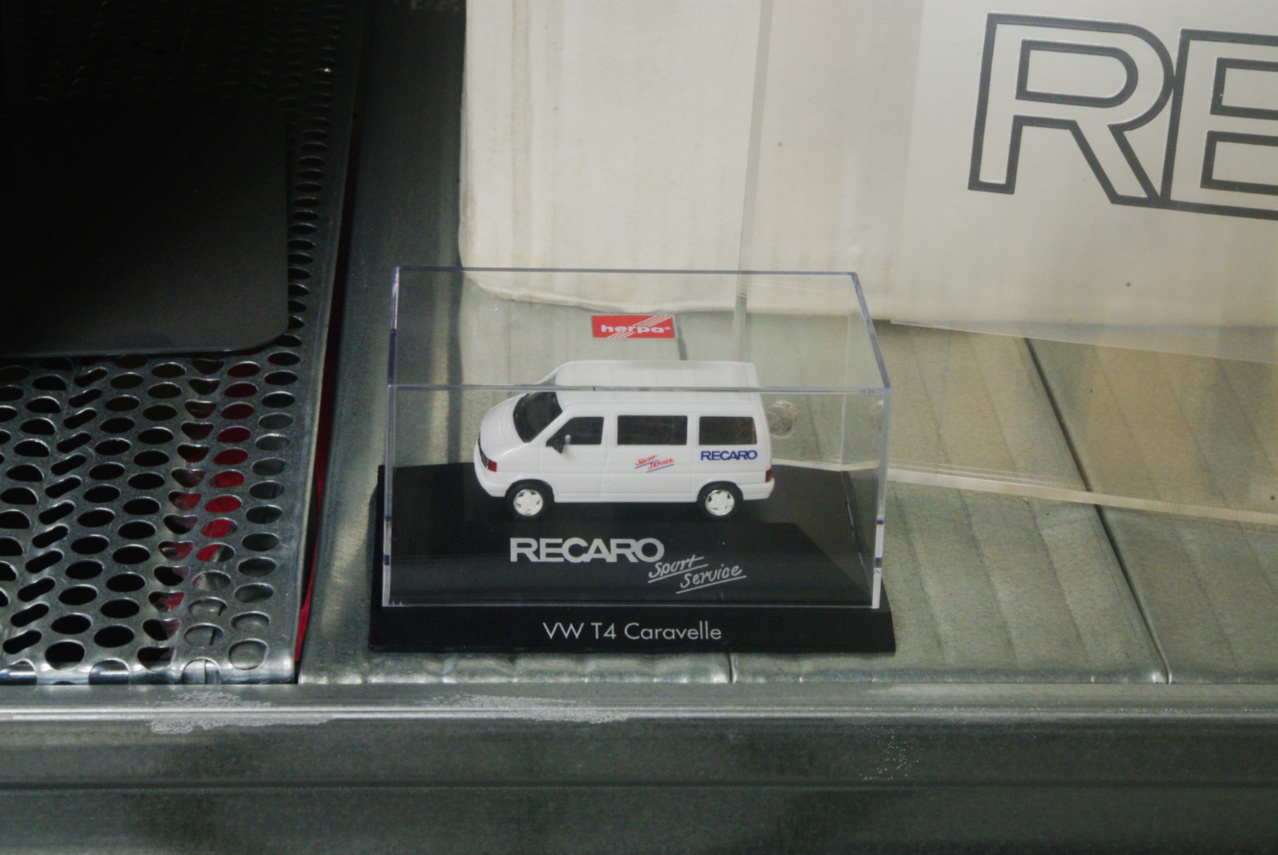 RE
herpa®
Sport
Service
RECARO
RECARO
Sport
Service
VW T4 Caravelle